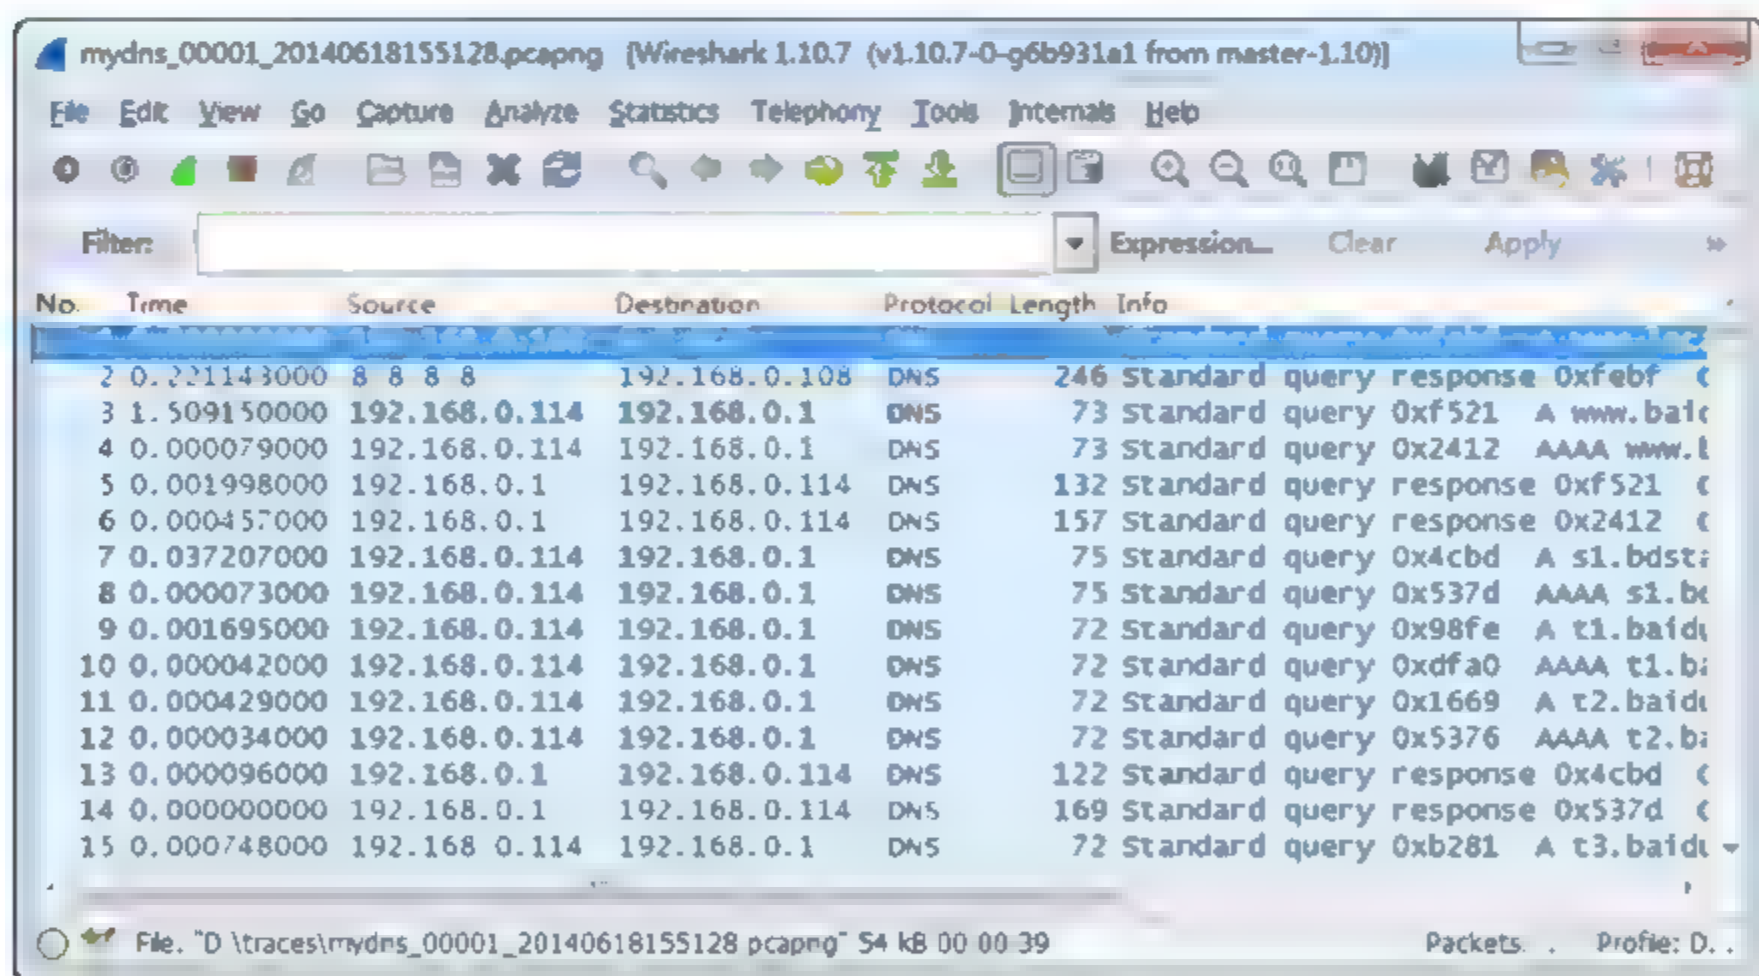 mydns_00001_20140618155128.pcapng [Wireshark 1.10.7 (v1.10.7-0-g6b931a1 from master-1.10)]
File Edit View Go Capture Analyze Statistics Telephony Tools Internals Help
Filter: Expression... Clear Apply »
No. Time Source Destination Protocol Length Info
2 0.221143000 8 8 8 8 192.168.0.108 DNS 246 Standard query response 0xfebf
3 1.509150000 192.168.0.114 192.168.0.1 DNS 73 Standard query 0xf521 A www.baid
4 0.000079000 192.168.0.114 192.168.0.1 DNS 73 Standard query 0x2412 AAAA www.b
5 0.001998000 192.168.0.1 192.168.0.114 DNS 132 Standard query response 0xf521
6 0.000457000 192.168.0.1 192.168.0.114 DNS 157 Standard query response 0x2412
7 0.037207000 192.168.0.114 192.168.0.1 DNS 75 Standard query 0x4cbd A s1.bdsta
8 0.000073000 192.168.0.114 192.168.0.1 DNS 75 Standard query 0x537d AAAA s1.bd
9 0.001695000 192.168.0.114 192.168.0.1 DNS 72 Standard query 0x98fe A t1.baidu
10 0.000042000 192.168.0.114 192.168.0.1 DNS 72 Standard query 0xdfa0 AAAA t1.ba
11 0.000429000 192.168.0.114 192.168.0.1 DNS 72 Standard query 0x1669 A t2.baidu
12 0.000034000 192.168.0.114 192.168.0.1 DNS 72 Standard query 0x5376 AAAA t2.ba
13 0.000096000 192.168.0.1 192.168.0.114 DNS 122 Standard query response 0x4cbd
14 0.000000000 192.168.0.1 192.168.0.114 DNS 169 Standard query response 0x537d
15 0.000748000 192.168 0.114 192.168.0.1 DNS 72 Standard query 0xb281 A t3.baidu
File. "D \traces\mydns_00001_20140618155128 pcapng" 54 kB 00 00 39 Packets. . Profile: D. .